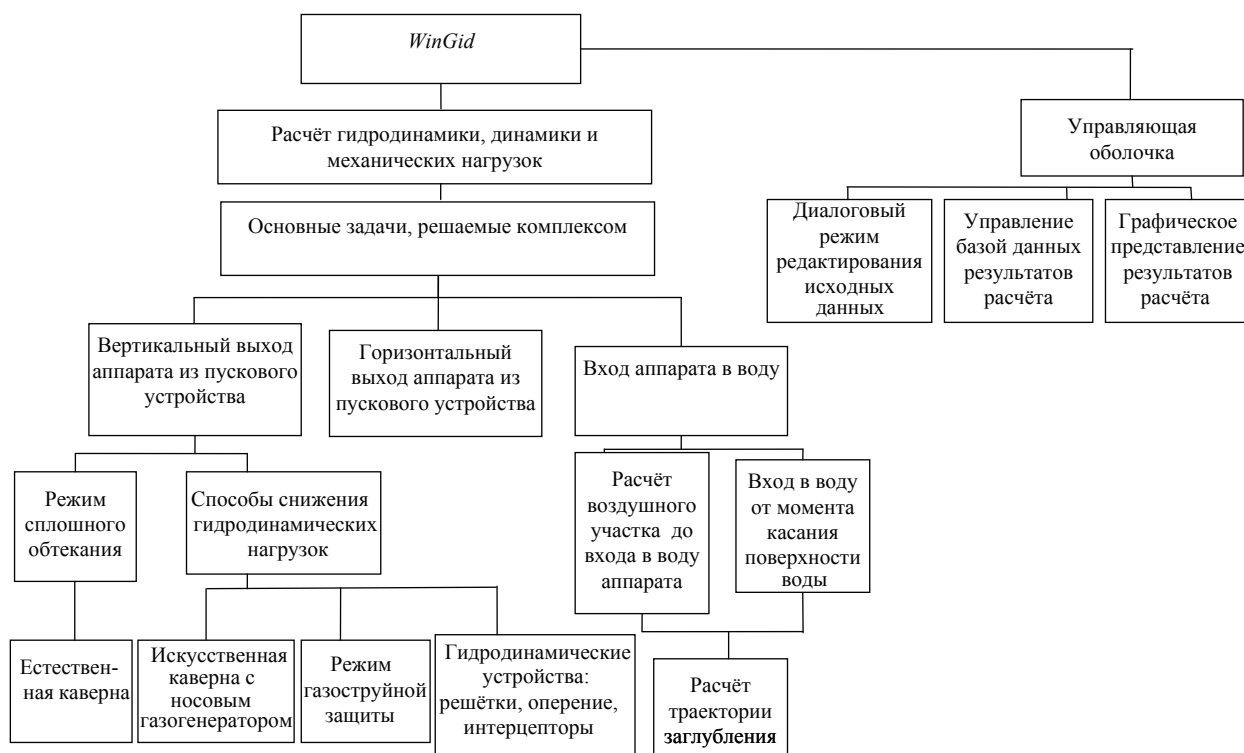 WinGid
Расчёт гидродинамики, динамики и
механических нагрузок
Управляющая
оболочка
Основные задачи, решаемые комплексом
Диалоговый
режим
редактирования
исходных
данных
Управление
базой данных
результатов
расчёта
Графическое
представление
результатов
расчёта
Вертикальный выход
аппарата из пускового
устройства
Горизонтальный
выход аппарата из
пускового устройства
Вход аппарата в воду
Режим
сплошного
обтекания
Способы снижения
гидродинамических
нагрузок
Расчёт
воздушного
участка до
входа в воду
аппарата
Вход в воду
от момента
касания
поверхности
воды
Естествен-
ная каверна
Искусственная
каверна с
носовым
газогенератором
Режим
газоструйной
защиты
Гидродинамические
устройства:
решётки, оперение,
интерцепторы
Расчёт
траектории
заглубления